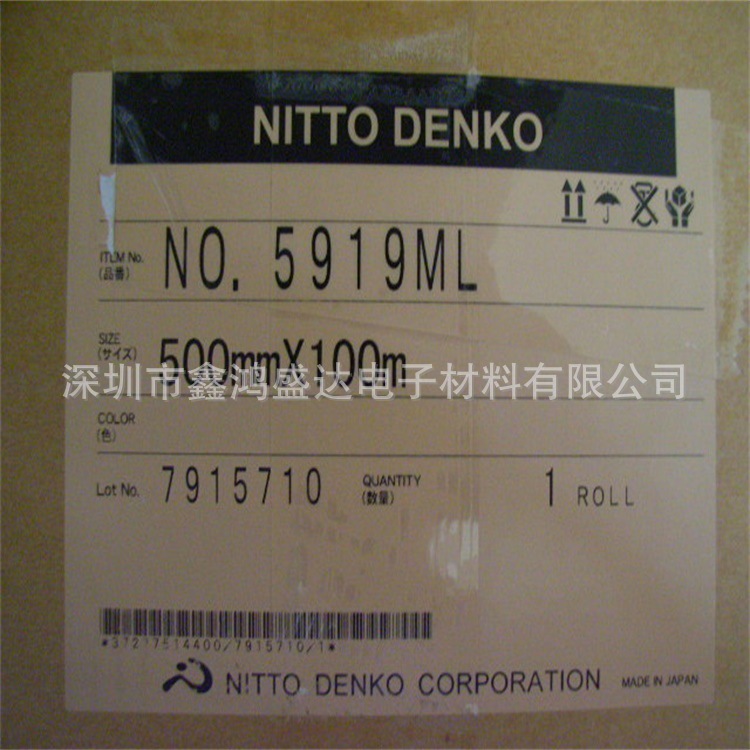 NITTO DENKO
ITEM No. NO. 5919ML
(品番)
SIZE 500mmX100m
(サイズ)
深圳市鑫鸿盛达电子材料有限公司
COLOR
(色)
Lot No. 7915710 QUANTITY 1 ROLL
(数量)
NITTO DENKO CORPORATION MADE IN JAPAN